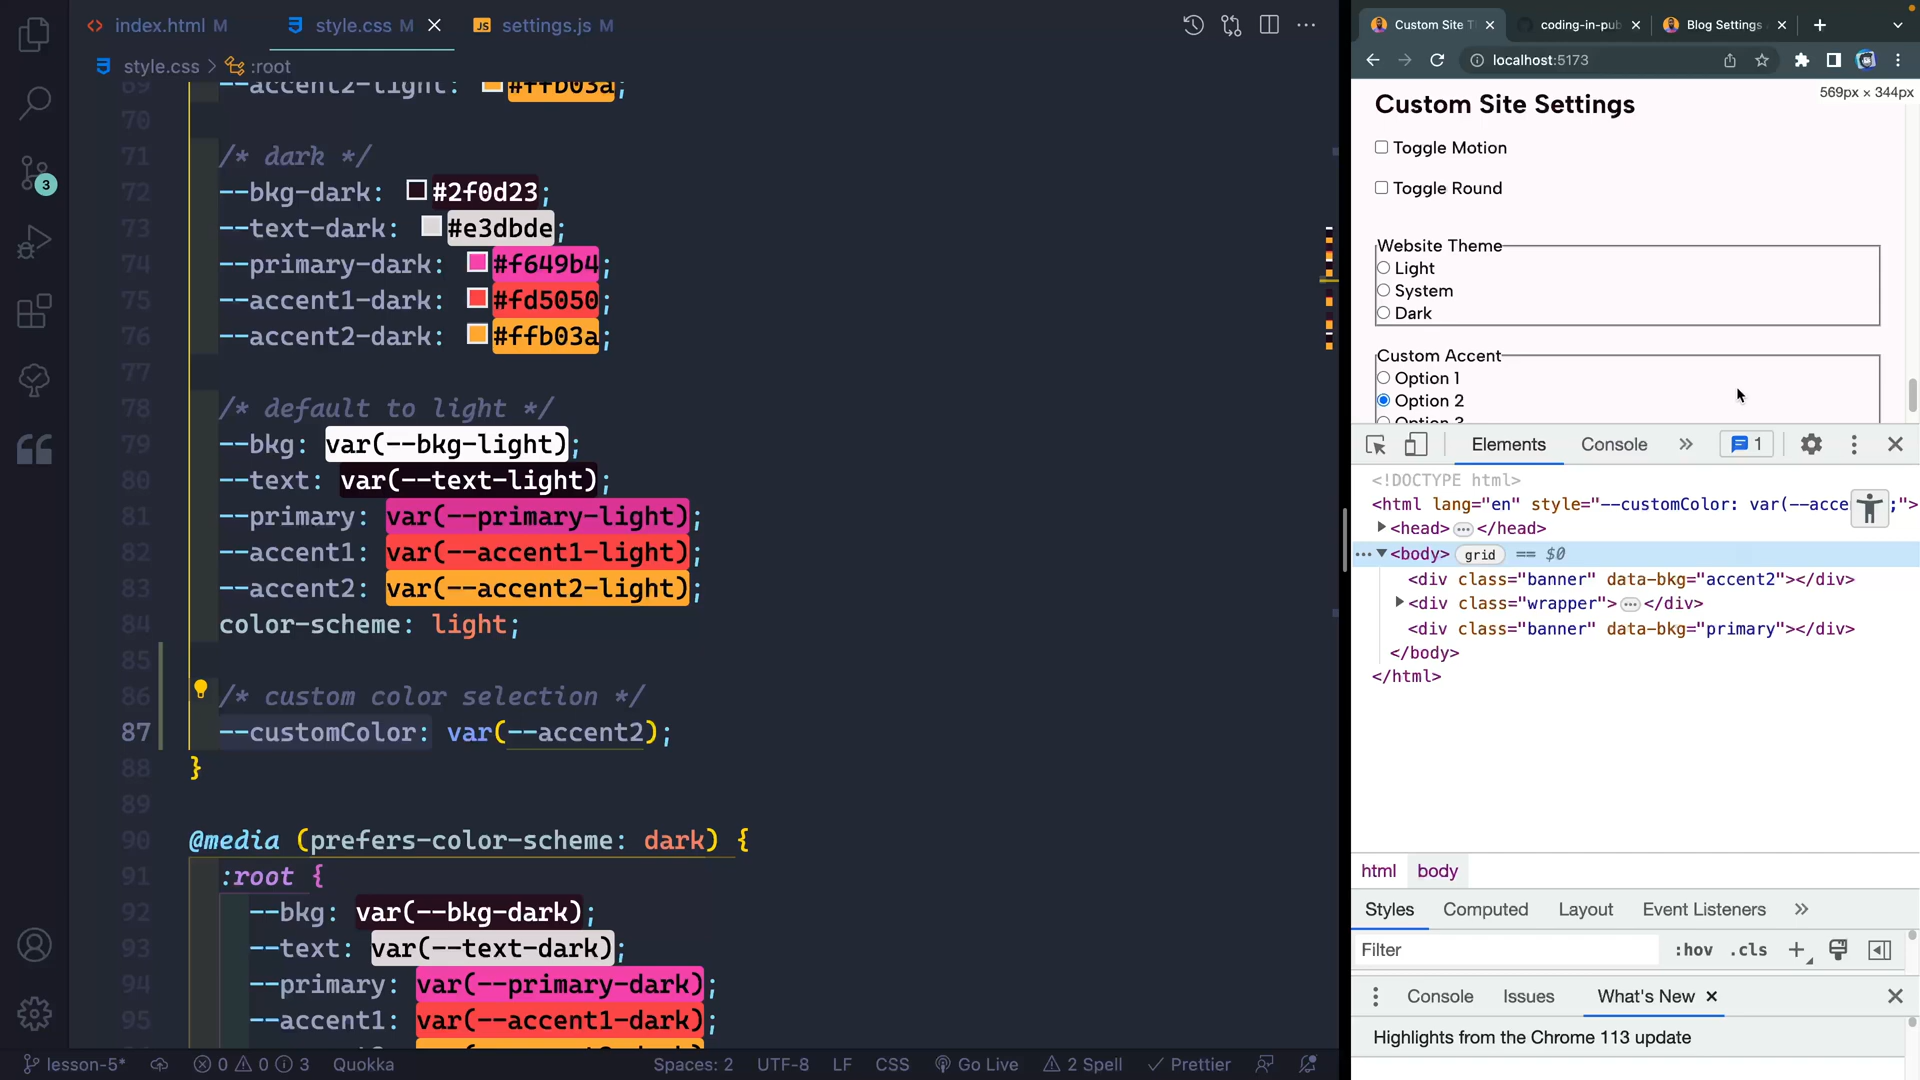 index.html M
style.css M
JS settings.js M
style.css > :root
3
69 --accent2-light: #ffb03a;
70
71 /* dark */
72 --bkg-dark: #2f0d23;
73 --text-dark: #e3dbde;
74 --primary-dark: #f649b4;
75 --accent1-dark: #fd5050;
76 --accent2-dark: #ffb03a;
77
78 /* default to light */
79 --bkg: var(--bkg-light);
80 --text: var(--text-light);
81 --primary: var(--primary-light);
82 --accent1: var(--accent1-light);
83 --accent2: var(--accent2-light);
84 color-scheme: light;
85
86 /* custom color selection */
87 --customColor: var(--accent2);
88 }
89
90 @media (prefers-color-scheme: dark) {
91 :root {
92 --bkg: var(--bkg-dark);
93 --text: var(--text-dark);
94 --primary: var(--primary-dark);
95 --accent1: var(--accent1-dark);
lesson-5* 0 0 3 Quokka Spaces: 2 UTF-8 LF CSS Go Live 2 Spell Prettier
Custom Site T
coding-in-pub
Blog Settings
localhost:5173
569px × 344px
Custom Site Settings
Toggle Motion
Toggle Round
Website Theme
Light
System
Dark
Custom Accent
Option 1
Option 2
Option 3
Elements Console » 1
<!DOCTYPE html>
<html lang="en" style="--customColor: var(--acce ;">
<head> … </head>
… <body> grid == $0
<div class="banner" data-bkg="accent2"></div>
<div class="wrapper"> … </div>
<div class="banner" data-bkg="primary"></div>
</body>
</html>
html body
Styles Computed Layout Event Listeners »
Filter :hov .cls +
Console Issues What's New
Highlights from the Chrome 113 update